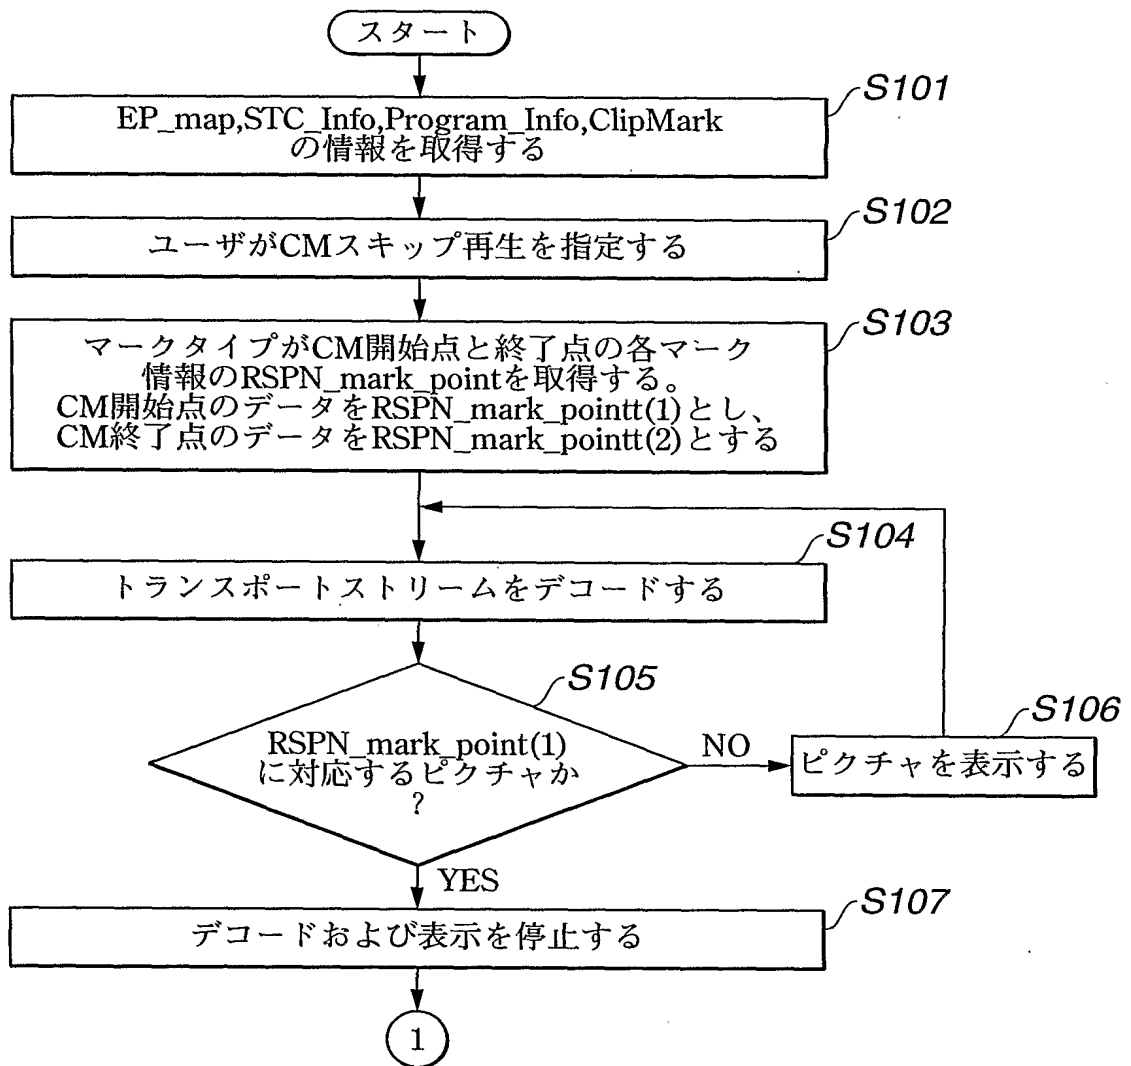 スタート
S101
EP_map,STC_Info,Program_Info,ClipMark
の情報を取得する
S102
ユーザがCMスキップ再生を指定する
S103
マークタイプがCM開始点と終了点の各マーク
情報のRSPN_mark_pointを取得する。
CM開始点のデータをRSPN_mark_pointt(1)とし、
CM終了点のデータをRSPN_mark_pointt(2)とする
S104
トランスポートストリームをデコードする
S105
RSPN_mark_point(1)
に対応するピクチャか
?
NO
S106
ピクチャを表示する
YES
S107
デコードおよび表示を停止する
1